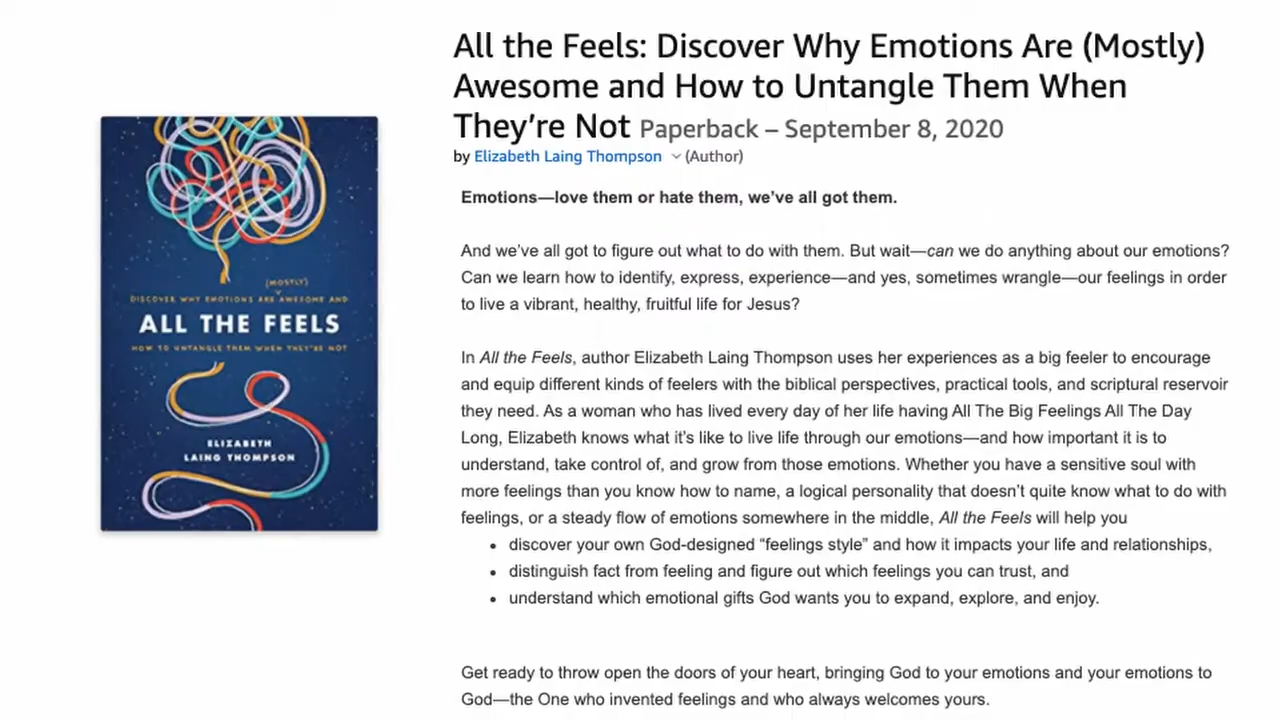 All the Feels: Discover Why Emotions Are (Mostly)
Awesome and How to Untangle Them When
They’re Not Paperback – September 8, 2020
by Elizabeth Laing Thompson (Author)
Emotions—love them or hate them, we’ve all got them.
And we’ve all got to figure out what to do with them. But wait—can we do anything about our emotions?
Can we learn how to identify, express, experience—and yes, sometimes wrangle—our feelings in order
to live a vibrant, healthy, fruitful life for Jesus?
In All the Feels, author Elizabeth Laing Thompson uses her experiences as a big feeler to encourage
and equip different kinds of feelers with the biblical perspectives, practical tools, and scriptural reservoir
they need. As a woman who has lived every day of her life having All The Big Feelings All The Day
Long, Elizabeth knows what it’s like to live life through our emotions—and how important it is to
understand, take control of, and grow from those emotions. Whether you have a sensitive soul with
more feelings than you know how to name, a logical personality that doesn’t quite know what to do with
feelings, or a steady flow of emotions somewhere in the middle, All the Feels will help you
• discover your own God-designed “feelings style” and how it impacts your life and relationships,
• distinguish fact from feeling and figure out which feelings you can trust, and
• understand which emotional gifts God wants you to expand, explore, and enjoy.
Get ready to throw open the doors of your heart, bringing God to your emotions and your emotions to
God—the One who invented feelings and who always welcomes yours.
(MOSTLY)
DISCOVER WHY EMOTIONS ARE AWESOME AND
ALL THE FEELS
HOW TO UNTANGLE THEM WHEN THEY'RE NOT
ELIZABETH
LAING THOMPSON